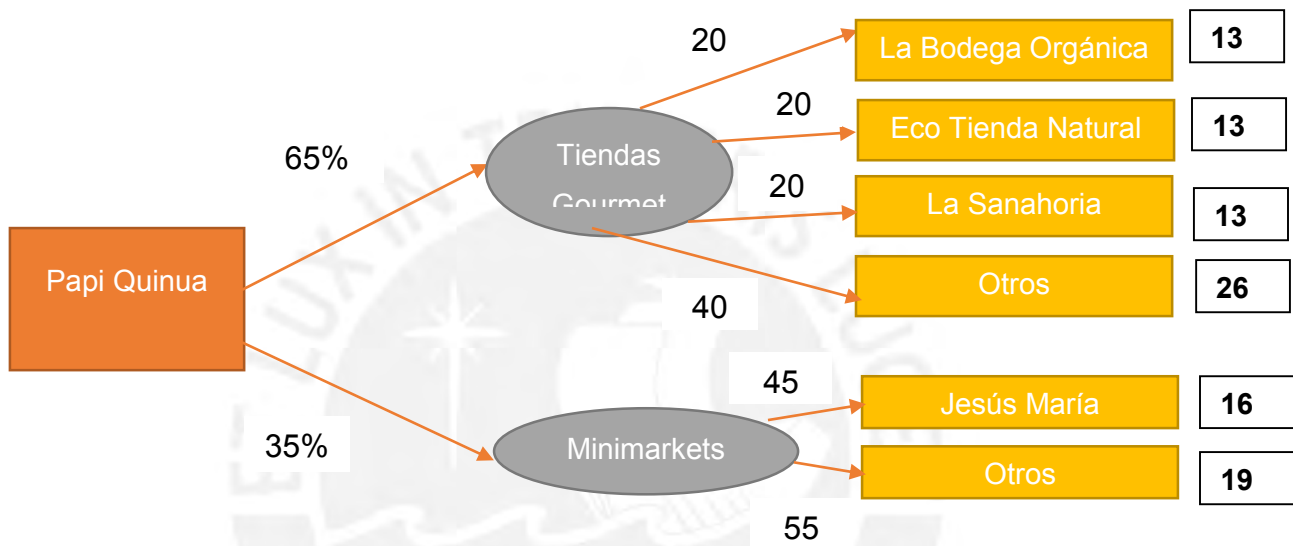 20
La Bodega Orgánica
13
65%
Tiendas
Gourmet
20
Eco Tienda Natural
13
20
La Sanahoria
13
Papi Quinua
40
Otros
26
35%
Minimarkets
45
Jesús María
16
55
Otros
19